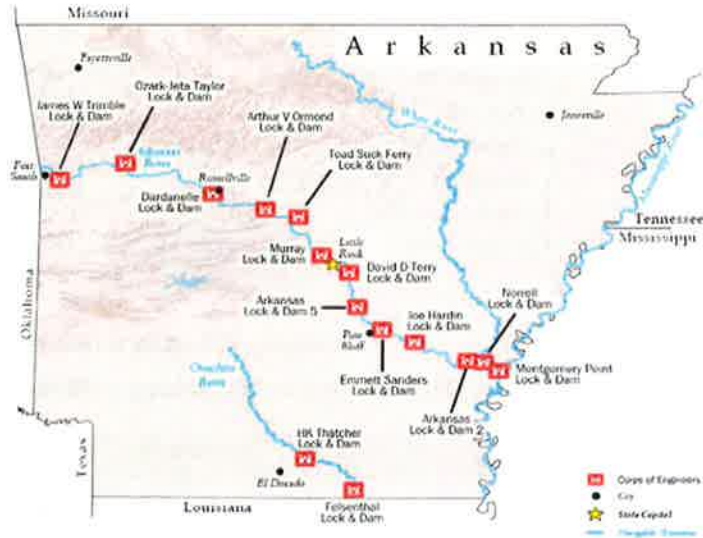 Missouri
Arkansas
Fayetteville
Ozark-Jeta Taylor
Lock & Dam
James W Trimble
Lock & Dam
Arthur V Ormond
Lock & Dam
White River
Jonesville
Toad Suck Ferry
Lock & Dam
Arkansas
River
Fort
Smith
Russellville
Dardanelle
Lock & Dam
Tennessee
Mississippi
Murray
Lock & Dam
Little
Rock
David D Terry
Lock & Dam
Norrell
Lock & Dam
Oklahoma
Arkansas
Lock & Dam 5
Joe Hardin
Lock & Dam
Pine
Bluff
Ouachita
River
Emmett Sanders
Lock & Dam
Montgomery Point
Lock & Dam
Arkansas
Lock & Dam 2
HK Thatcher
Lock & Dam
Texas
El Dorado
Louisiana
Felsenthal
Lock & Dam
Corps of Engineers
City
State Capital